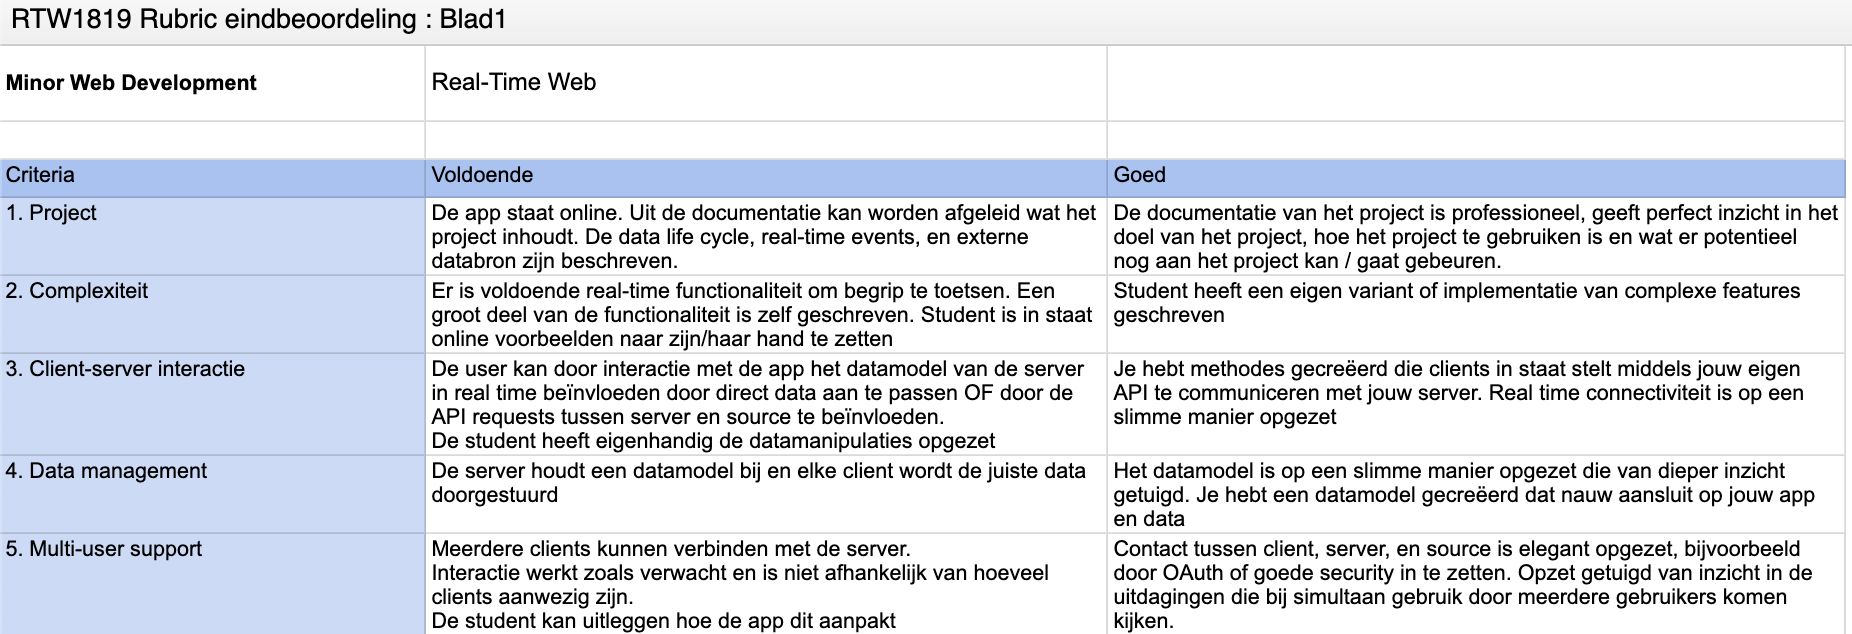 RTW1819 Rubric eindbeoordeling : Blad1
Minor Web Development
Real-Time Web
Criteria
Voldoende
Goed
1. Project
De app staat online. Uit de documentatie kan worden afgeleid wat het
project inhoudt. De data life cycle, real-time events, en externe
databron zijn beschreven.
De documentatie van het project is professioneel, geeft perfect inzicht in het
doel van het project, hoe het project te gebruiken is en wat er potentieel
nog aan het project kan / gaat gebeuren.
2. Complexiteit
Er is voldoende real-time functionaliteit om begrip te toetsen. Een
groot deel van de functionaliteit is zelf geschreven. Student is in staat
online voorbeelden naar zijn/haar hand te zetten
Student heeft een eigen variant of implementatie van complexe features
geschreven
3. Client-server interactie
De user kan door interactie met de app het datamodel van de server
in real time beïnvloeden door direct data aan te passen OF door de
API requests tussen server en source te beïnvloeden.
De student heeft eigenhandig de datamanipulaties opgezet
Je hebt methodes gecreëerd die clients in staat stelt middels jouw eigen
API te communiceren met jouw server. Real time connectiviteit is op een
slimme manier opgezet
4. Data management
De server houdt een datamodel bij en elke client wordt de juiste data
doorgestuurd
Het datamodel is op een slimme manier opgezet die van dieper inzicht
getuigd. Je hebt een datamodel gecreëerd dat nauw aansluit op jouw app
en data
5. Multi-user support
Meerdere clients kunnen verbinden met de server.
Interactie werkt zoals verwacht en is niet afhankelijk van hoeveel
clients aanwezig zijn.
De student kan uitleggen hoe de app dit aanpakt
Contact tussen client, server, en source is elegant opgezet, bijvoorbeeld
door OAuth of goede security in te zetten. Opzet getuigd van inzicht in de
uitdagingen die bij simultaan gebruik door meerdere gebruikers komen
kijken.